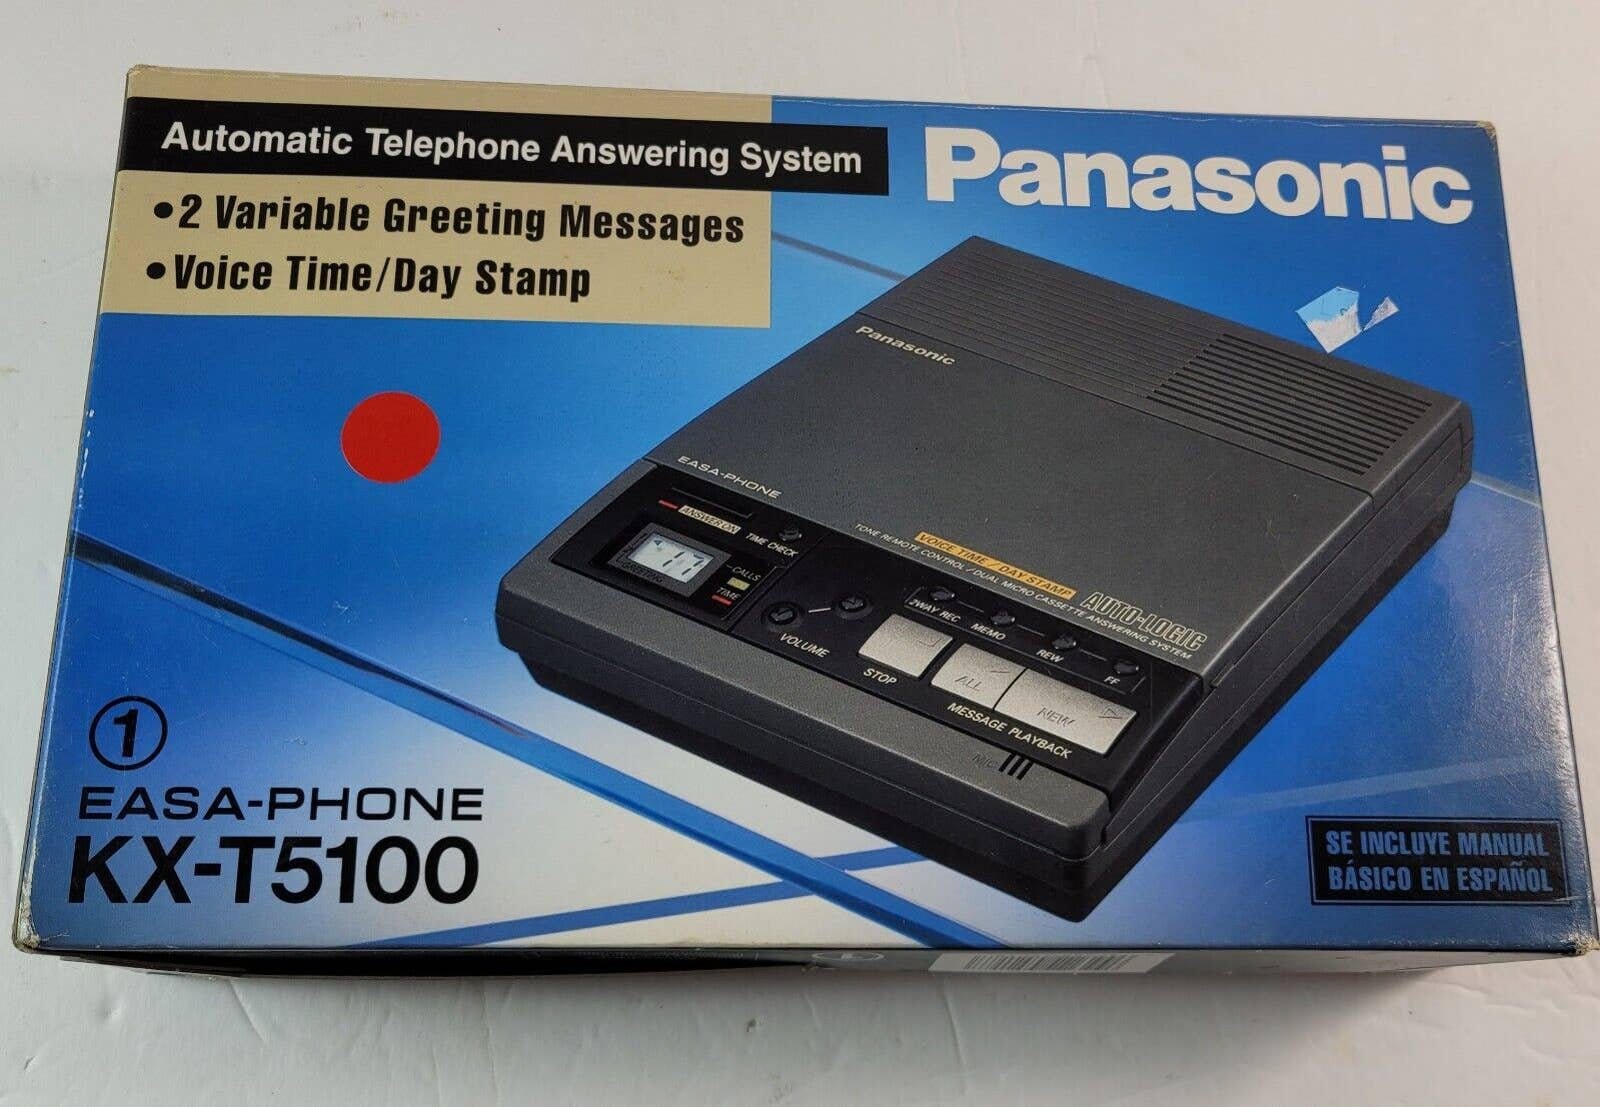 Automatic Telephone Answering System
•2 Variable Greeting Messages
•Voice Time/Day Stamp
Panasonic
Panasonic
EASA-PHONE
ANSWER ON
TIME CHECK
17
GREETING
CALLS
TIME
VOICE TIME / DAY STAMP
TONE REMOTE CONTROL / DUAL MICRO CASSETTE ANSWERING SYSTEM
AUTO-LOGIC
2WAY REC
MEMO
REW
FF
VOLUME
STOP
ALL
NEW
MESSAGE PLAYBACK
MIC
1
EASA-PHONE
KX-T5100
SE INCLUYE MANUAL
BÁSICO EN ESPAÑOL
1